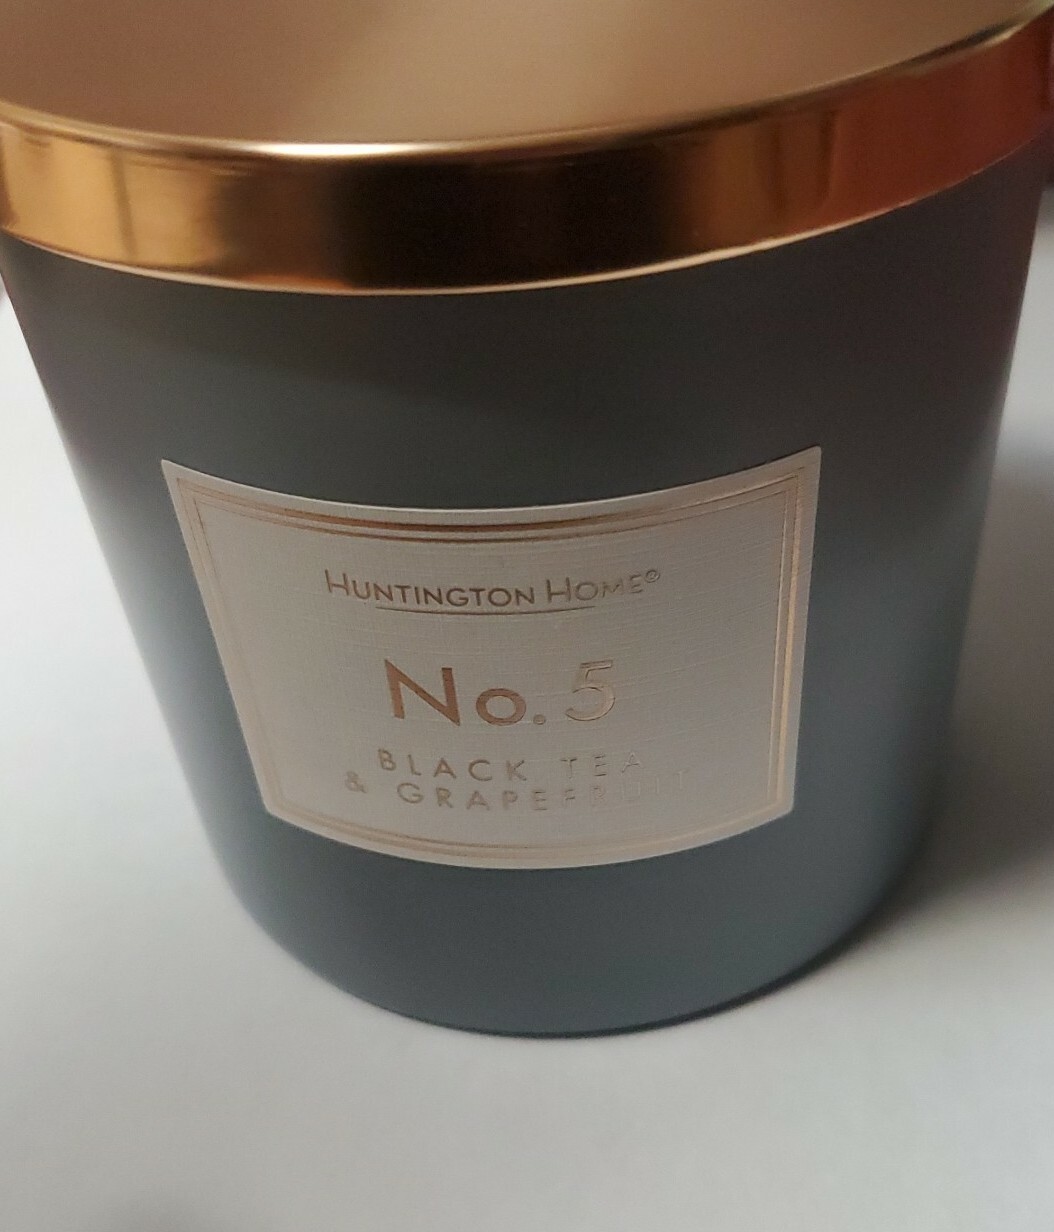 HUNTINGTON HOME®
No. 5
BLACK TEA
& GRAPEFRUIT